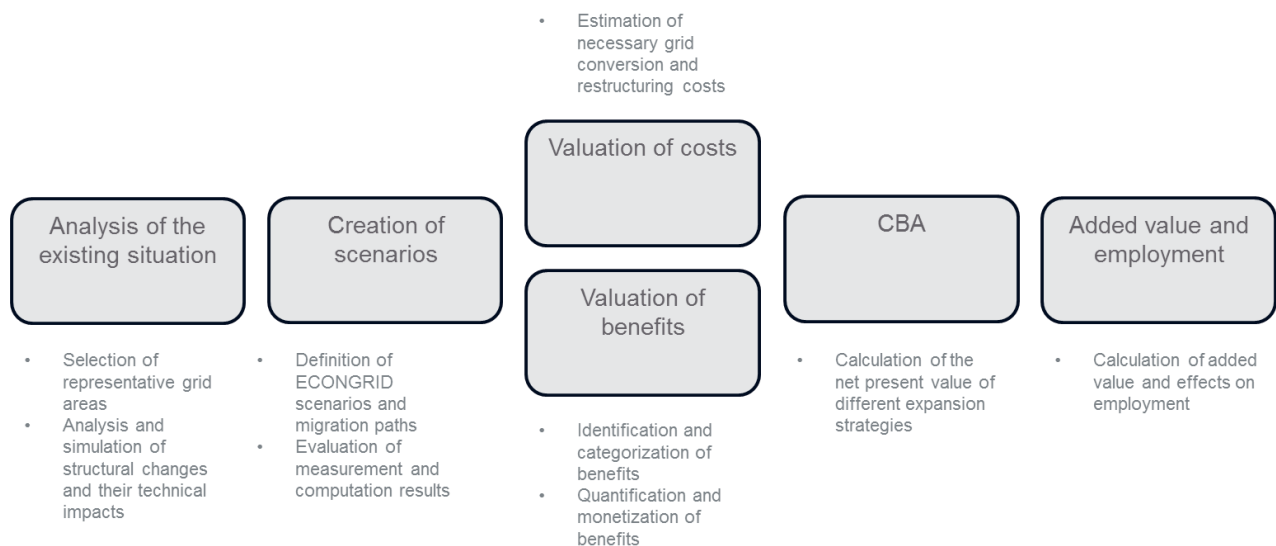 • Estimation of
necessary grid
conversion and
restructuring costs
Valuation of costs
Analysis of the
existing situation
Creation of
scenarios
Valuation of
benefits
CBA
Added value and
employment
• Selection of
representative grid
areas
• Analysis and
simulation of
structural changes
and their technical
impacts
• Definition of
ECONGRID
scenarios and
migration paths
• Evaluation of
measurement and
computation results
• Identification and
categorization of
benefits
• Quantification and
monetization of
benefits
• Calculation of the
net present value of
different expansion
strategies
• Calculation of added
value and effects on
employment